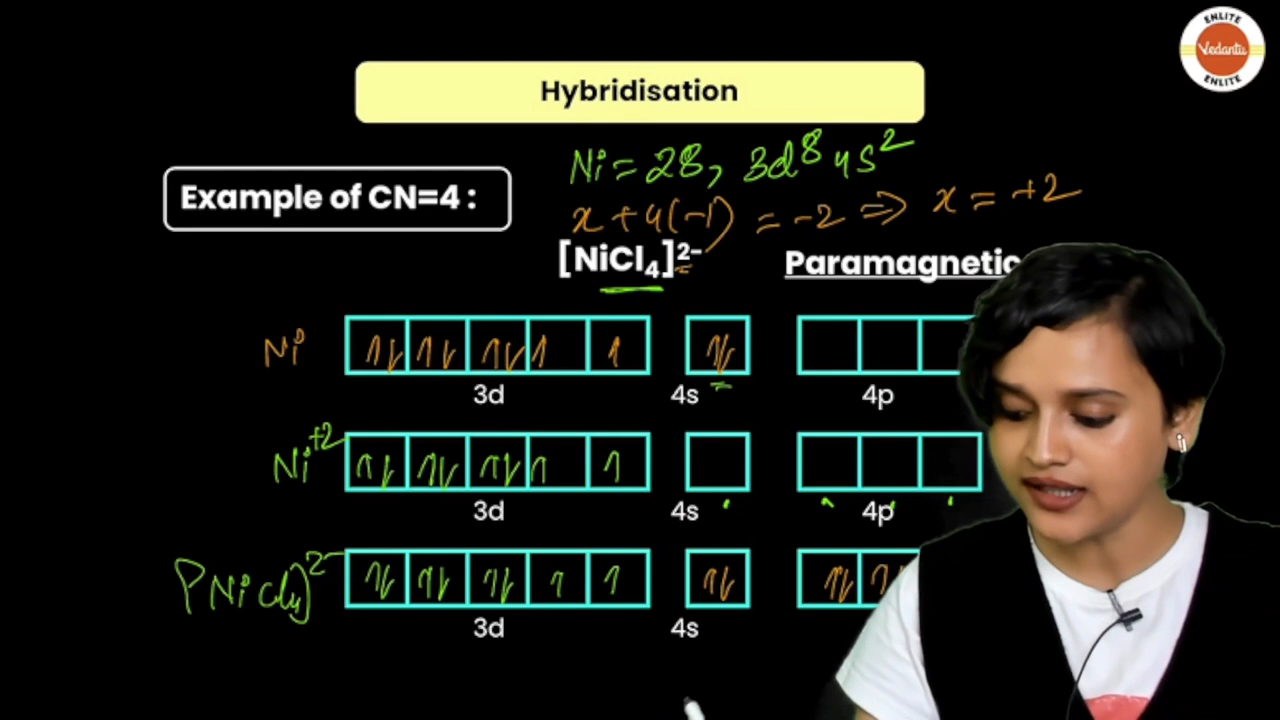 ENLITE
Vedantu
ENLITE
Hybridisation
Ni = 28, 3d⁸ 4s²
Example of CN=4 :
x + 4(-1) = -2 ⇒ x = +2
[NiCl₄]²⁻ Paramagnetic
Ni ↿⇂ ↿⇂ ↿⇂ ↿ ↿ ↿⇂
3d 4s 4p
Ni⁺² ↿⇂ ↿⇂ ↿⇂ ↿ ↿
3d 4s 4p
[NiCl₄]²⁻ ↿⇂ ↿⇂ ↿⇂ ↿ ↿ ↿⇂ ↿⇂
3d 4s